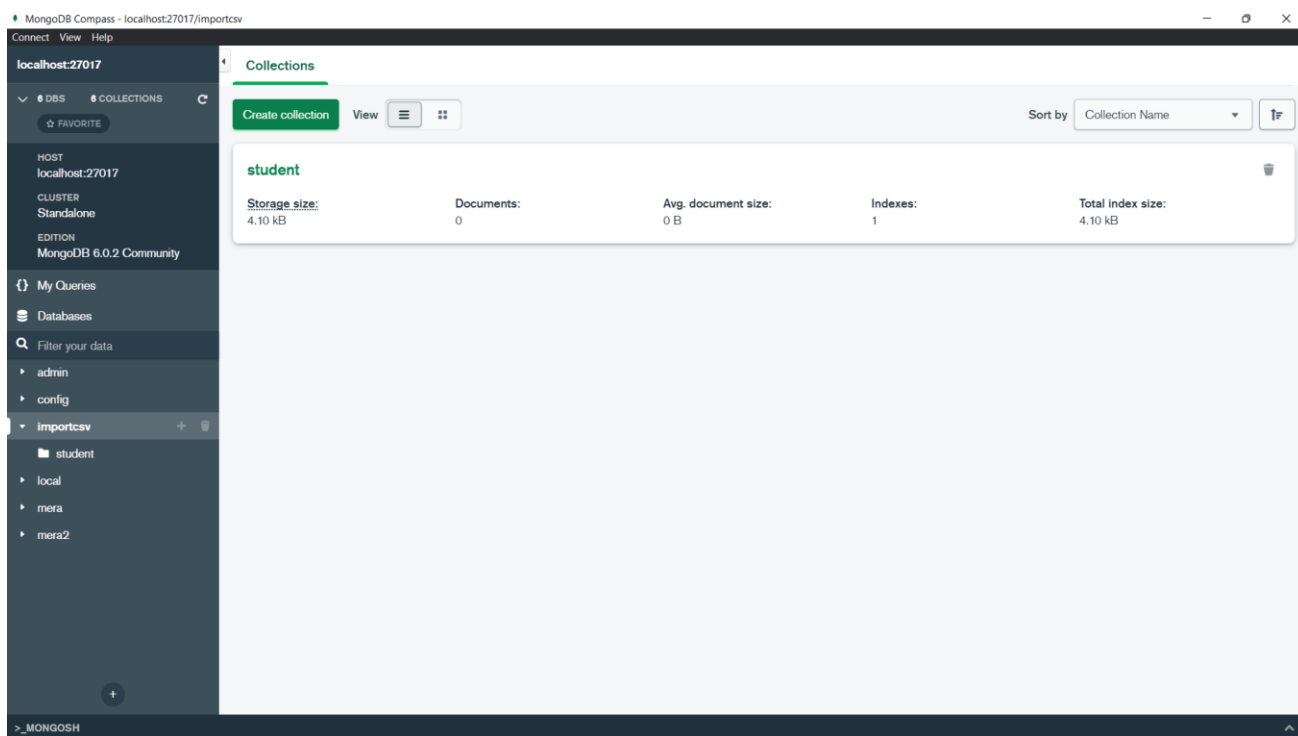 MongoDB Compass - localhost:27017/importcsv
Connect View Help
localhost:27017
6 DBS 6 COLLECTIONS
FAVORITE
HOST
localhost:27017
CLUSTER
Standalone
EDITION
MongoDB 6.0.2 Community
{} My Queries
Databases
Filter your data
admin
config
importcsv
student
local
mera
mera2
>_MONGOSH
Collections
Create collection View Sort by Collection Name
student
Storage size: Documents: Avg. document size: Indexes: Total index size:
4.10 kB 0 0 B 1 4.10 kB